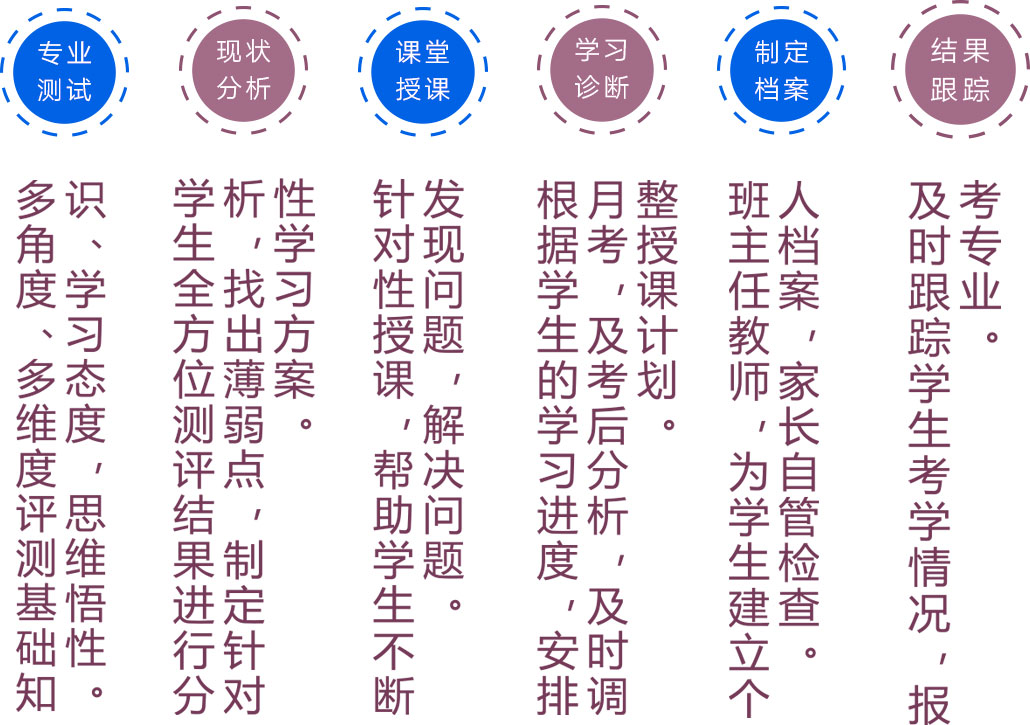 专业
测试
多角度、多维度评测基础知
识、学习态度，思维悟性。
现状
分析
学生全方位测评结果进行分
析，找出薄弱点，制定针对
性学习方案。
课堂
授课
针对性授课，帮助学生不断
发现问题，解决问题。
学习
诊断
根据学生的学习进度，安排
月考，及考后分析，及时调
整授课计划。
制定
档案
班主任教师，为学生建立个
人档案，家长自管检查。
结果
跟踪
及时跟踪学生考学情况，报
考专业。